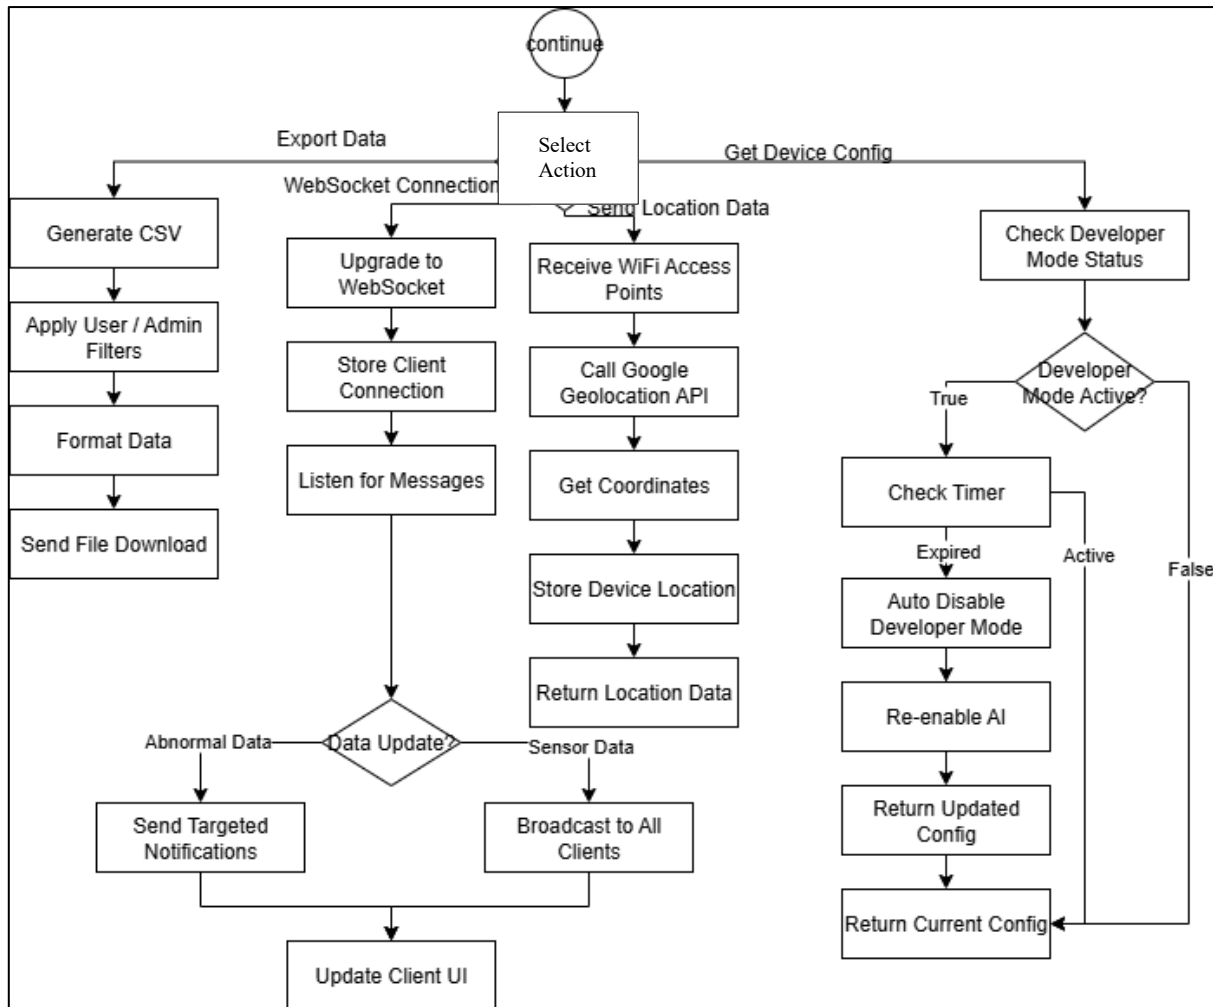 continue
Select
Action
Export Data
Get Device Config
WebSocket Connection
Send Location Data
Generate CSV
Apply User / Admin
Filters
Format Data
Send File Download
Upgrade to
WebSocket
Store Client
Connection
Listen for Messages
Data Update?
Abnormal Data
Sensor Data
Send Targeted
Notifications
Broadcast to All
Clients
Update Client UI
Receive WiFi Access
Points
Call Google
Geolocation API
Get Coordinates
Store Device Location
Return Location Data
Check Developer
Mode Status
Developer
Mode Active?
True
False
Check Timer
Expired
Active
Auto Disable
Developer Mode
Re-enable AI
Return Updated
Config
Return Current Config